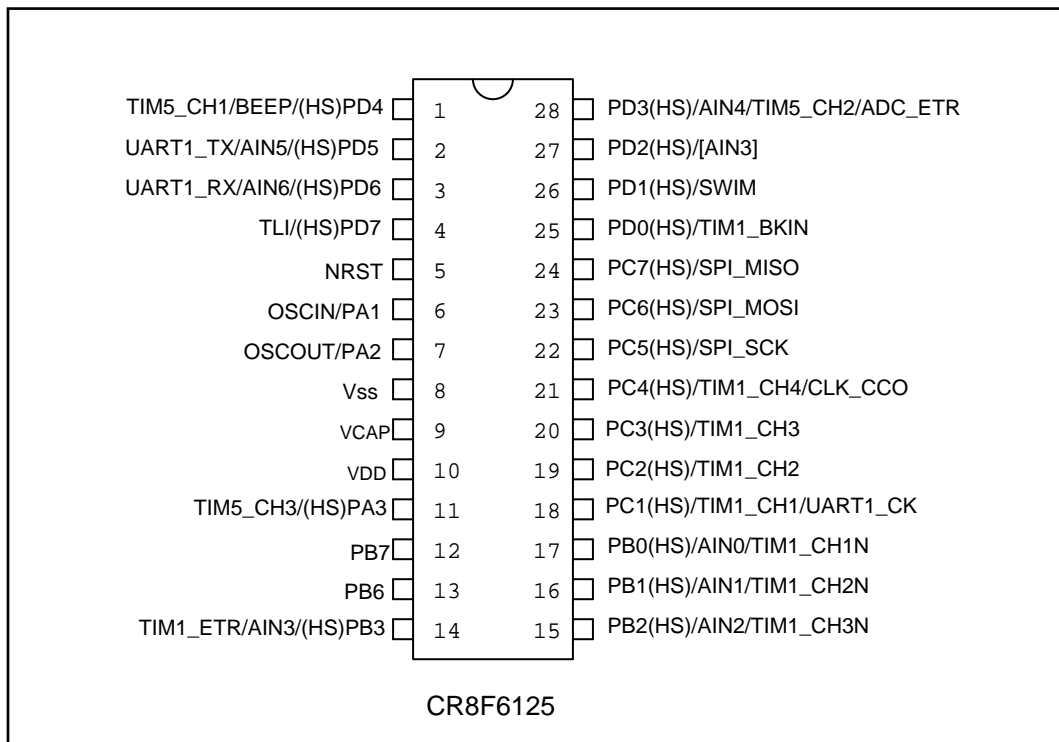 TIM5_CH1/BEEP/(HS)PD4 1 28 PD3(HS)/AIN4/TIM5_CH2/ADC_ETR
UART1_TX/AIN5/(HS)PD5 2 27 PD2(HS)/[AIN3]
UART1_RX/AIN6/(HS)PD6 3 26 PD1(HS)/SWIM
TLI/(HS)PD7 4 25 PD0(HS)/TIM1_BKIN
NRST 5 24 PC7(HS)/SPI_MISO
OSCIN/PA1 6 23 PC6(HS)/SPI_MOSI
OSCOUT/PA2 7 22 PC5(HS)/SPI_SCK
Vss 8 21 PC4(HS)/TIM1_CH4/CLK_CCO
VCAP 9 20 PC3(HS)/TIM1_CH3
VDD 10 19 PC2(HS)/TIM1_CH2
TIM5_CH3/(HS)PA3 11 18 PC1(HS)/TIM1_CH1/UART1_CK
PB7 12 17 PB0(HS)/AIN0/TIM1_CH1N
PB6 13 16 PB1(HS)/AIN1/TIM1_CH2N
TIM1_ETR/AIN3/(HS)PB3 14 15 PB2(HS)/AIN2/TIM1_CH3N
CR8F6125